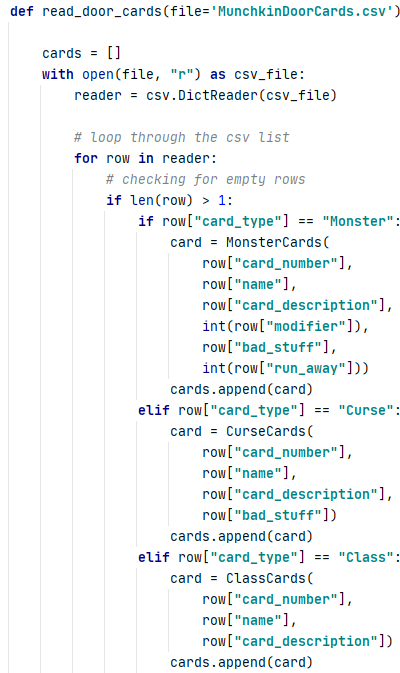 def read_door_cards(file='MunchkinDoorCards.csv')
    cards = []
    with open(file, "r") as csv_file:
        reader = csv.DictReader(csv_file)
        # loop through the csv list
        for row in reader:
            # checking for empty rows
            if len(row) > 1:
                if row["card_type"] == "Monster":
                    card = MonsterCards(
                        row["card_number"],
                        row["name"],
                        row["card_description"],
                        int(row["modifier"]),
                        row["bad_stuff"],
                        int(row["run_away"]))
                    cards.append(card)
                elif row["card_type"] == "Curse":
                    card = CurseCards(
                        row["card_number"],
                        row["name"],
                        row["card_description"],
                        row["bad_stuff"])
                    cards.append(card)
                elif row["card_type"] == "Class":
                    card = ClassCards(
                        row["card_number"],
                        row["name"],
                        row["card_description"])
                    cards.append(card)